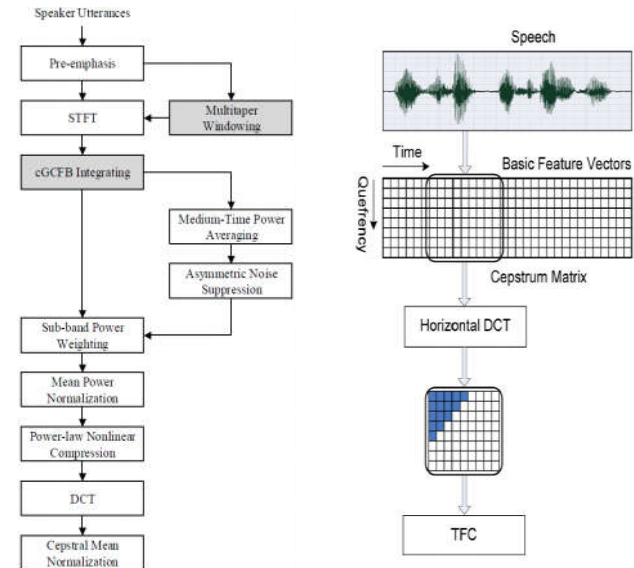 Speaker Utterances
Pre-emphasis
STFT
Multitaper
Windowing
cGCFB Integrating
Medium-Time Power
Averaging
Asymmetric Noise
Suppression
Sub-band Power
Weighting
Mean Power
Normalization
Power-law Nonlinear
Compression
DCT
Cepstral Mean
Normalization
Speech
Time
Basic Feature Vectors
Quefrency
Cepstrum Matrix
Horizontal DCT
TFC